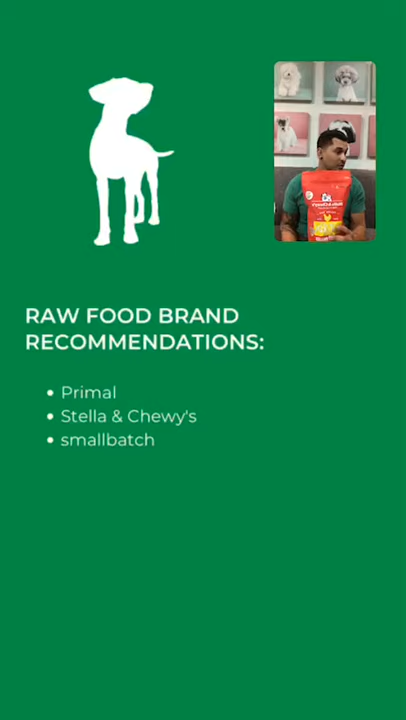 RAW FOOD BRAND
RECOMMENDATIONS:
Primal
Stella & Chewy's
smallbatch